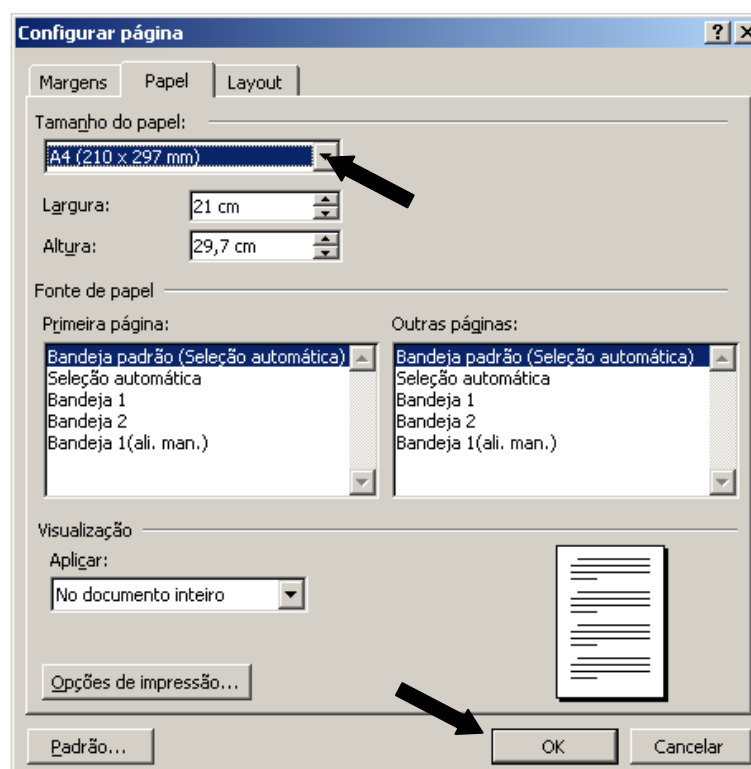 Configurar página
Margens Papel Layout
Tamanho do papel:
A4 (210 x 297 mm)
Largura: 21 cm
Altura: 29,7 cm
Fonte de papel
Primeira página: Outras páginas:
Bandeja padrão (Seleção automática) Bandeja padrão (Seleção automática)
Seleção automática Seleção automática
Bandeja 1 Bandeja 1
Bandeja 2 Bandeja 2
Bandeja 1(ali. man.) Bandeja 1(ali. man.)
Visualização
Aplicar:
No documento inteiro
Opções de impressão...
Padrão... OK Cancelar